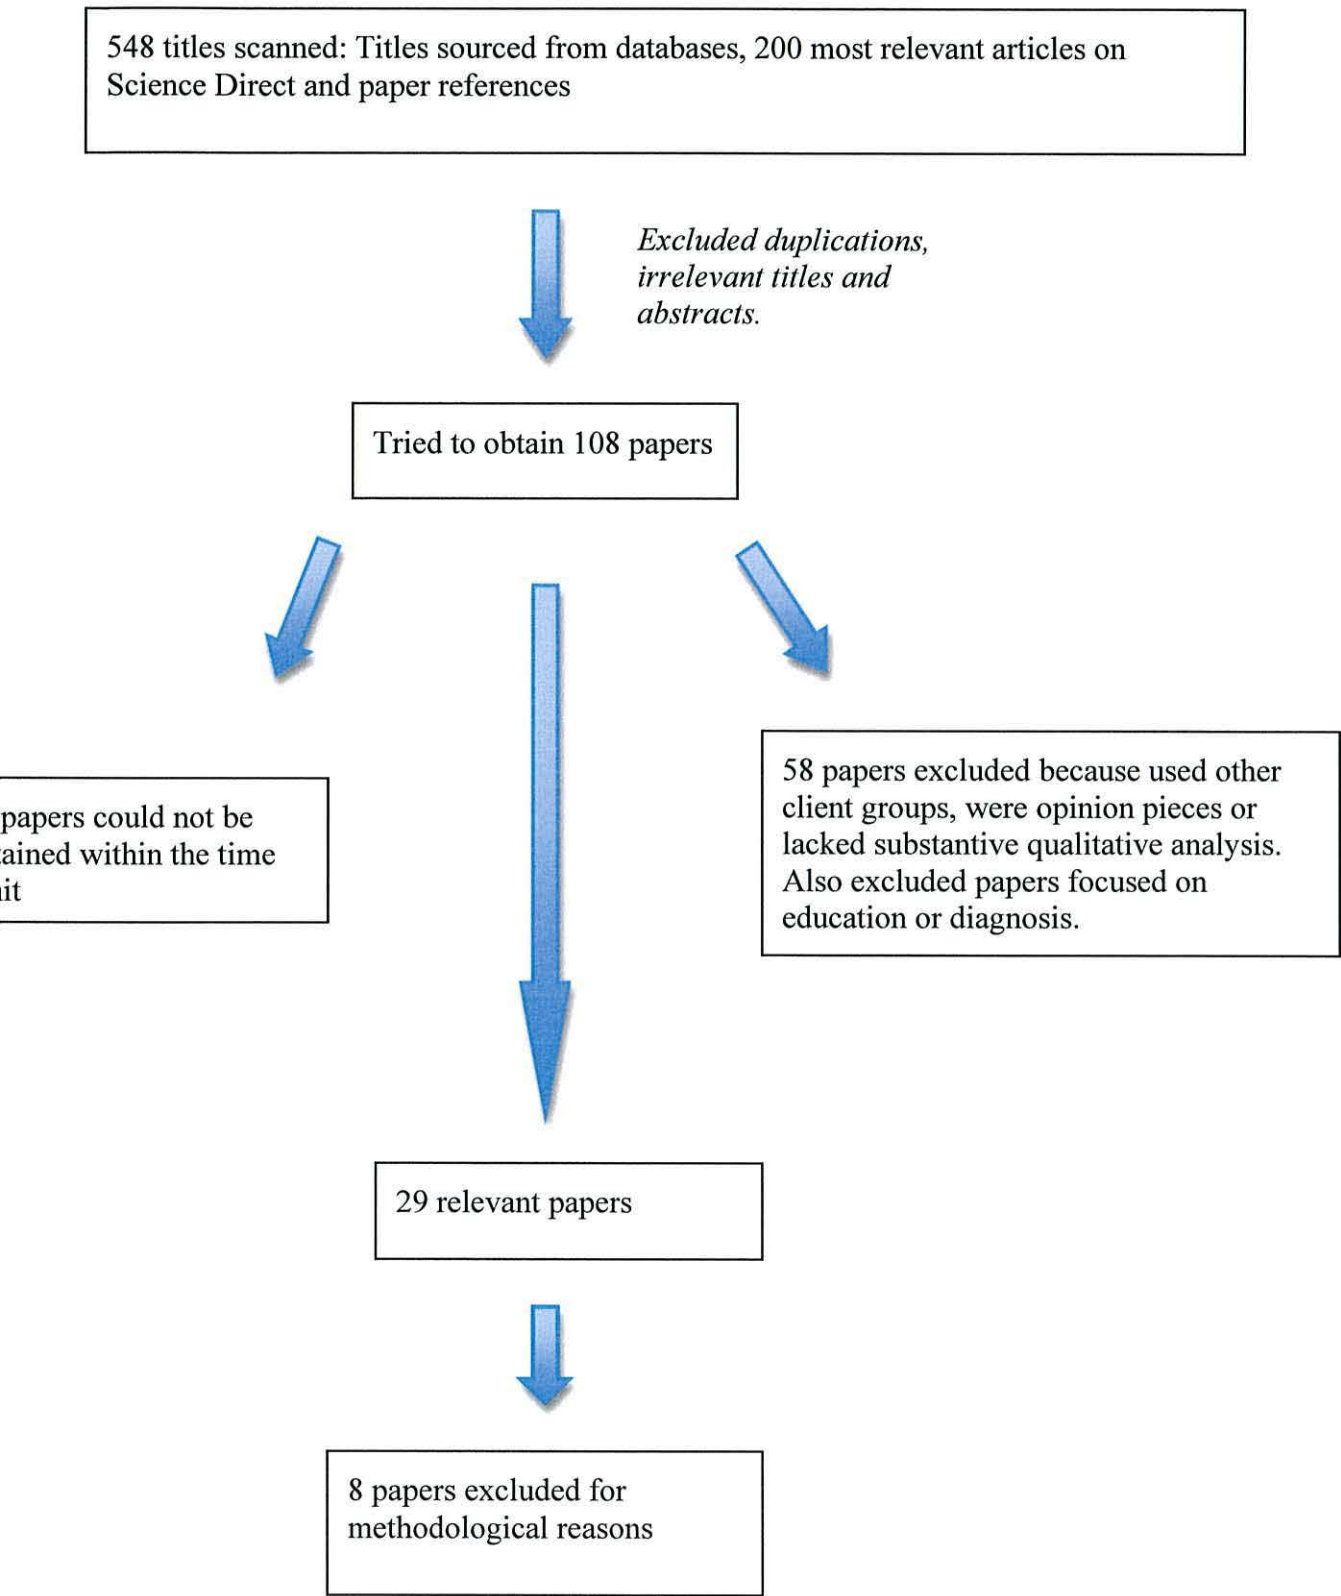 548 titles scanned: Titles sourced from databases, 200 most relevant articles on
Science Direct and paper references
Excluded duplications,
irrelevant titles and
abstracts.
Tried to obtain 108 papers
papers could not be
within the time
58 papers excluded because used other
client groups, were opinion pieces or
lacked substantive qualitative analysis.
Also excluded papers focused on
education or diagnosis.
29 relevant papers
8 papers excluded for
methodological reasons